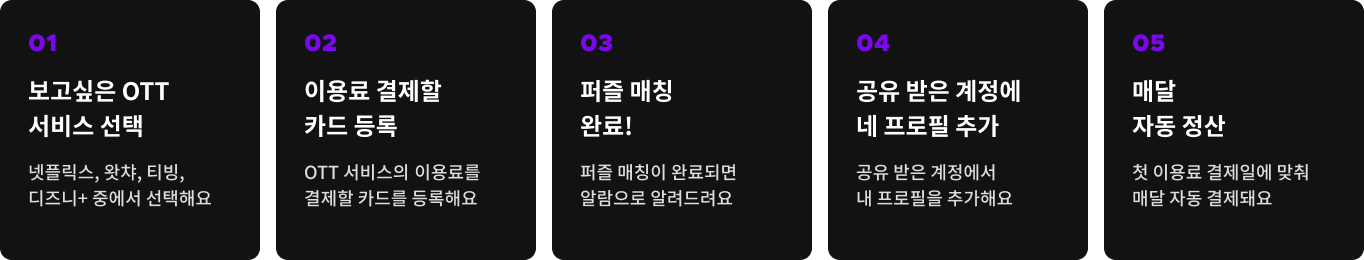 01
보고싶은 OTT
서비스 선택
넷플릭스, 왓챠, 티빙,
디즈니+ 중에서 선택해요
02
이용료 결제할
카드 등록
OTT 서비스의 이용료를
결제할 카드를 등록해요
03
퍼즐 매칭
완료!
퍼즐 매칭이 완료되면
알람으로 알려드려요
04
공유 받은 계정에
네 프로필 추가
공유 받은 계정에서
내 프로필을 추가해요
05
매달
자동 정산
첫 이용료 결제일에 맞춰
매달 자동 결제돼요